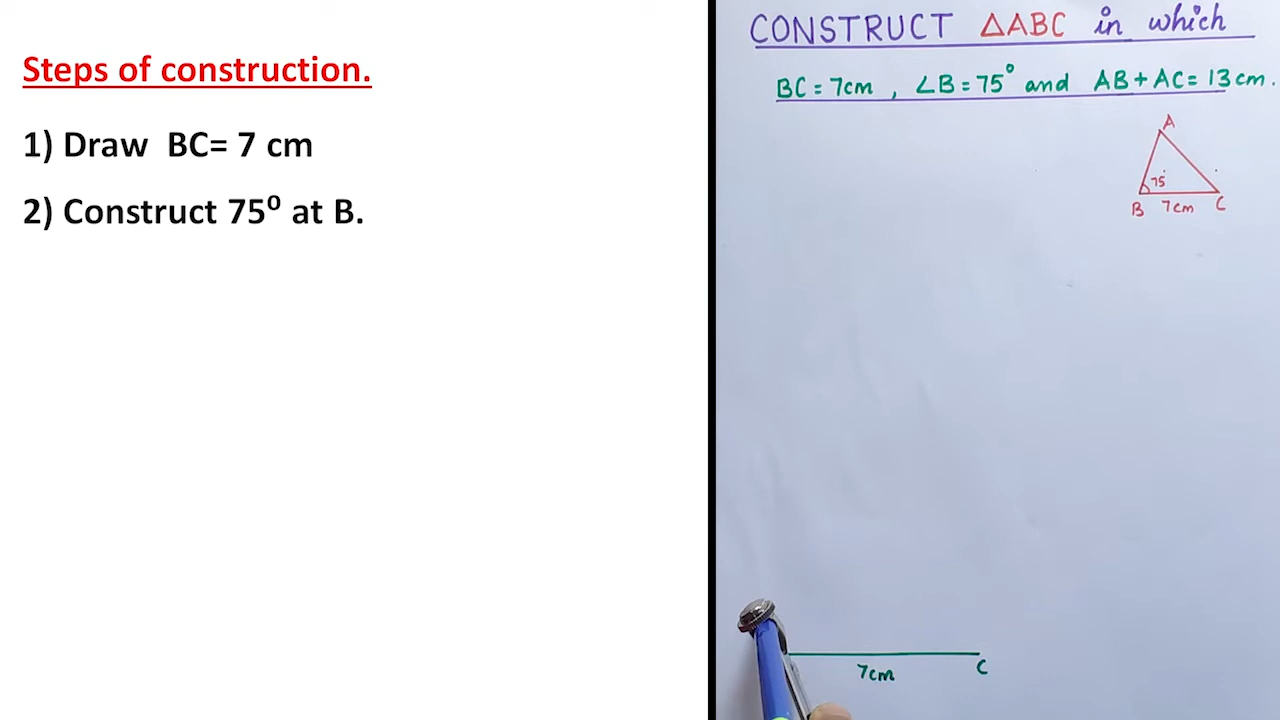 Steps of construction.
1) Draw BC= 7 cm
2) Construct 75⁰ at B.
CONSTRUCT △ABC in which
BC = 7cm , ∠B = 75° and AB + AC = 13 cm.
A
75
B 7cm C
7cm C